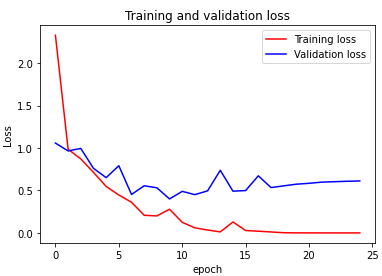 Training and validation loss
Training loss
Validation loss
Loss
2.0
1.5
1.0
0.5
0.0
0
5
10
15
20
25
epoch